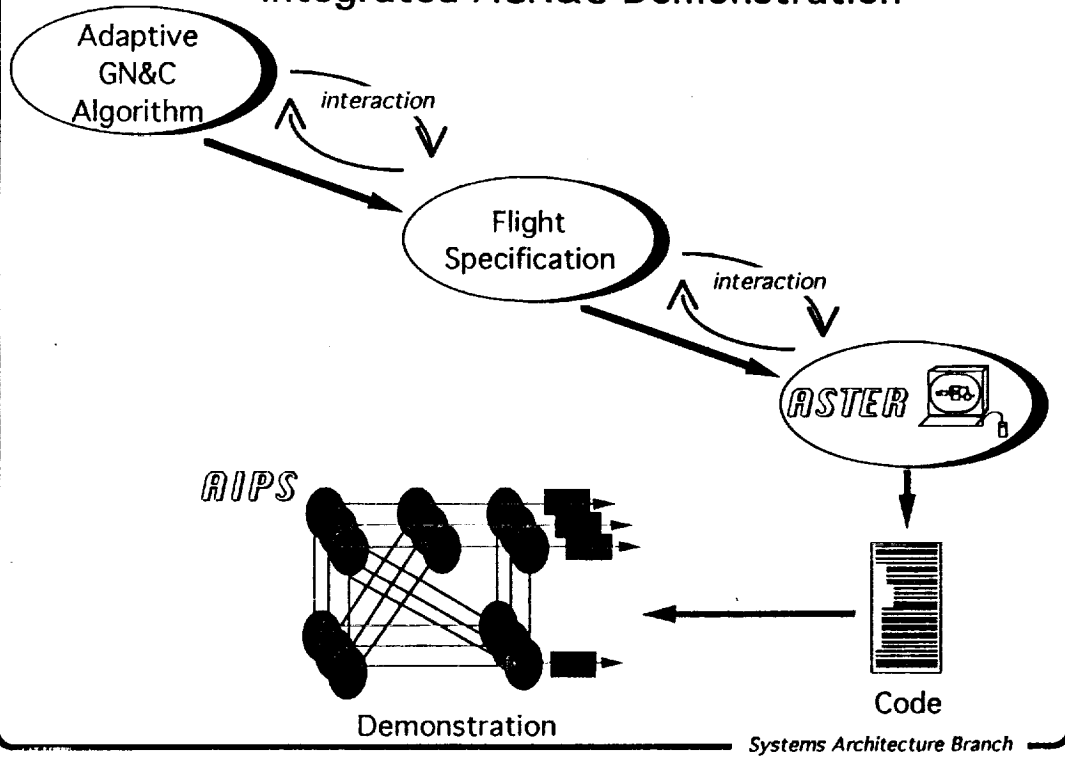 Adaptive
GN&C
Algorithm
interaction
Flight
Specification
interaction
ASTER
AIPS
Code
Demonstration
Systems Architecture Branch